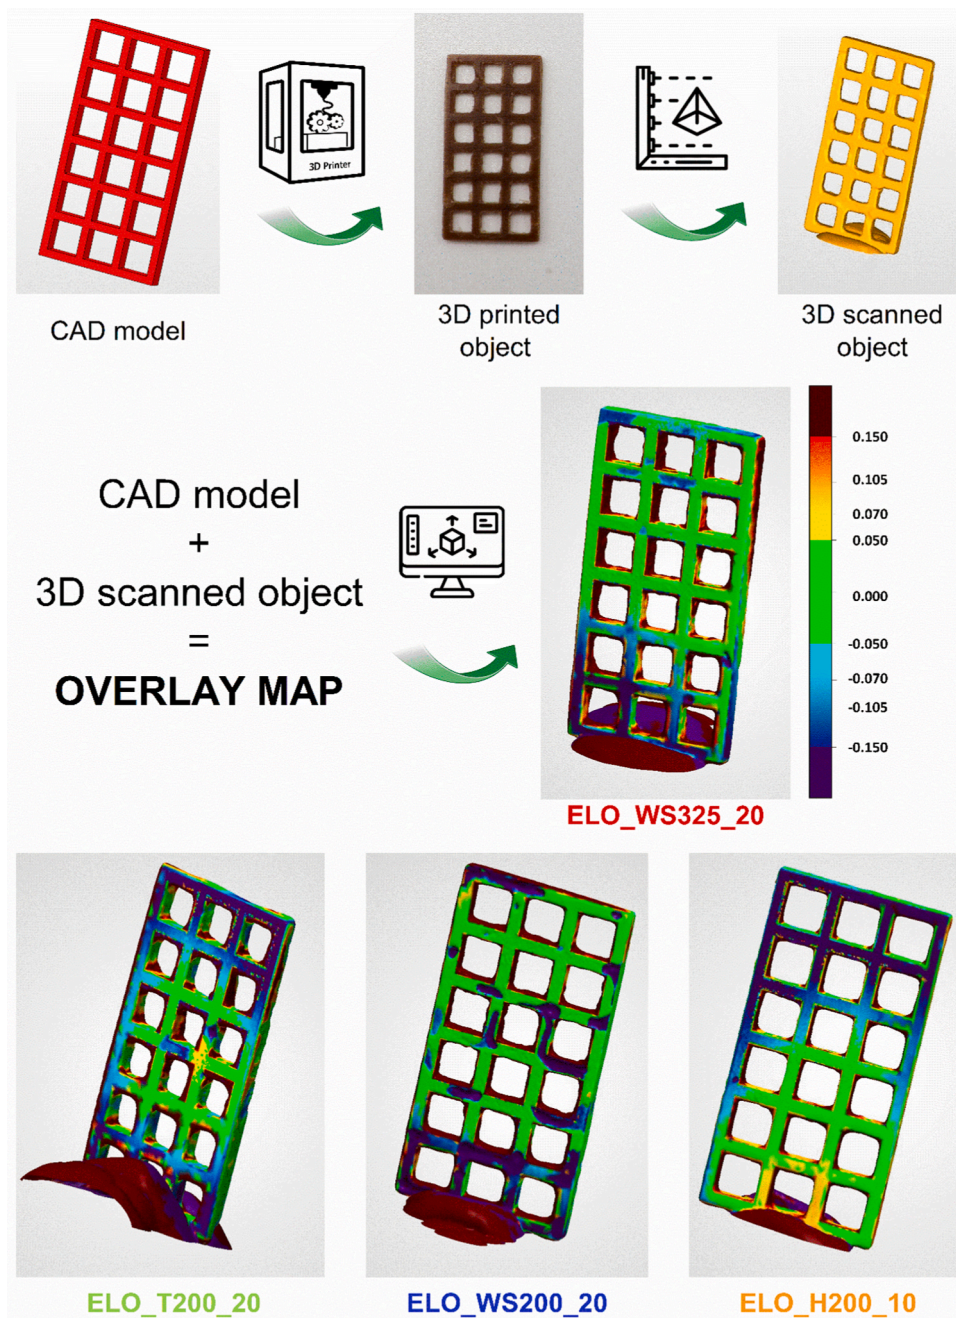 3D Printer
CAD model
3D printed
object
3D scanned
object
CAD model
+
3D scanned object
=
OVERLAY MAP
0.150
0.105
0.070
0.050
0.000
-0.050
-0.070
-0.105
-0.150
ELO_WS325_20
ELO_T200_20
ELO_WS200_20
ELO_H200_10